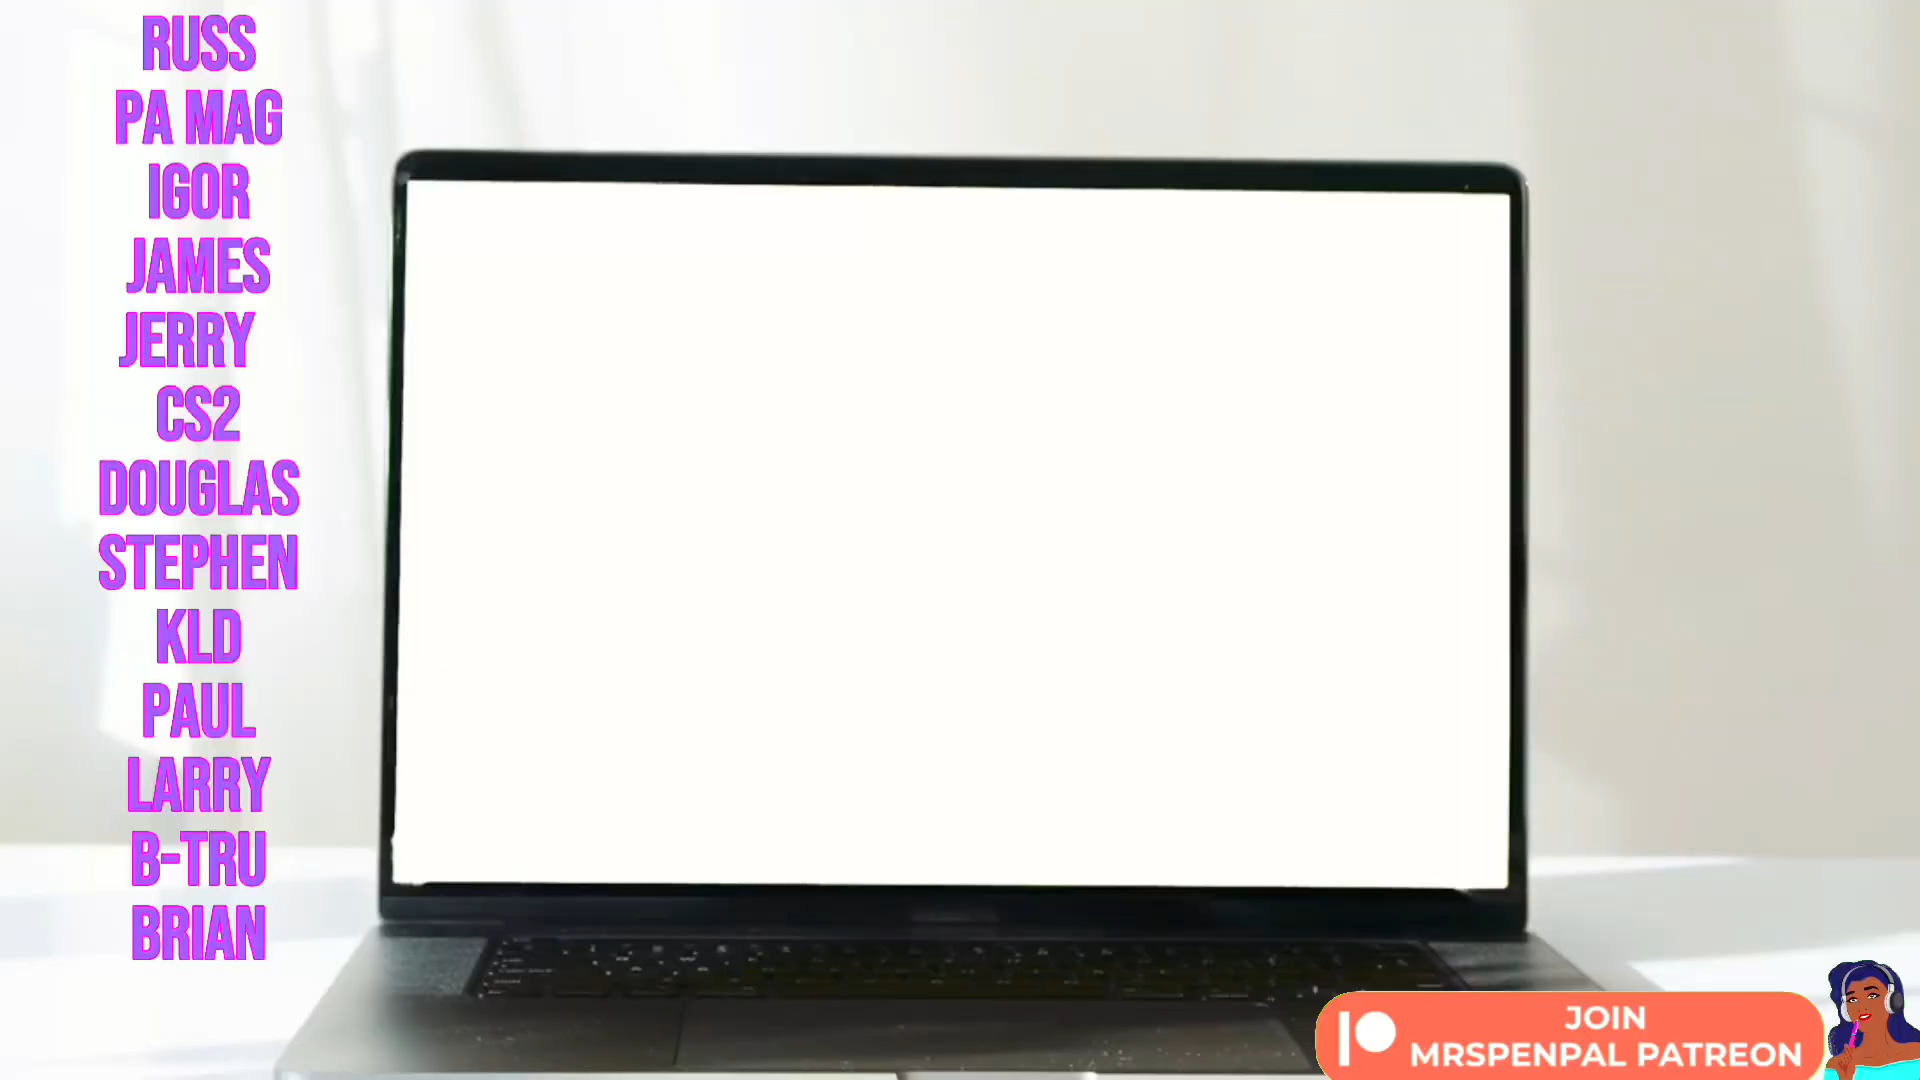 RUSS
PA MAG
IGOR
JAMES
JERRY
CS2
DOUGLAS
STEPHEN
KLD
PAUL
LARRY
B-TRU
BRIAN
JOIN
MRSPENPAL PATREON